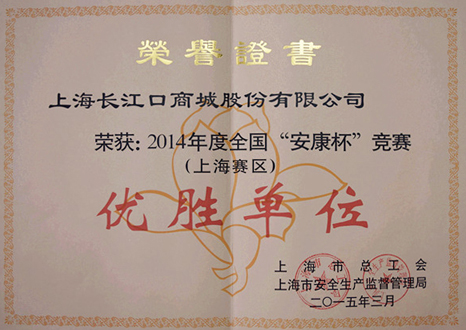 榮譽證書
上海长江口商城股份有限公司
荣获：2014年度全国“安康杯”竞赛
（上海赛区）
优胜单位
上海市总工会
上海市安全生产监督管理局
二〇一五年三月